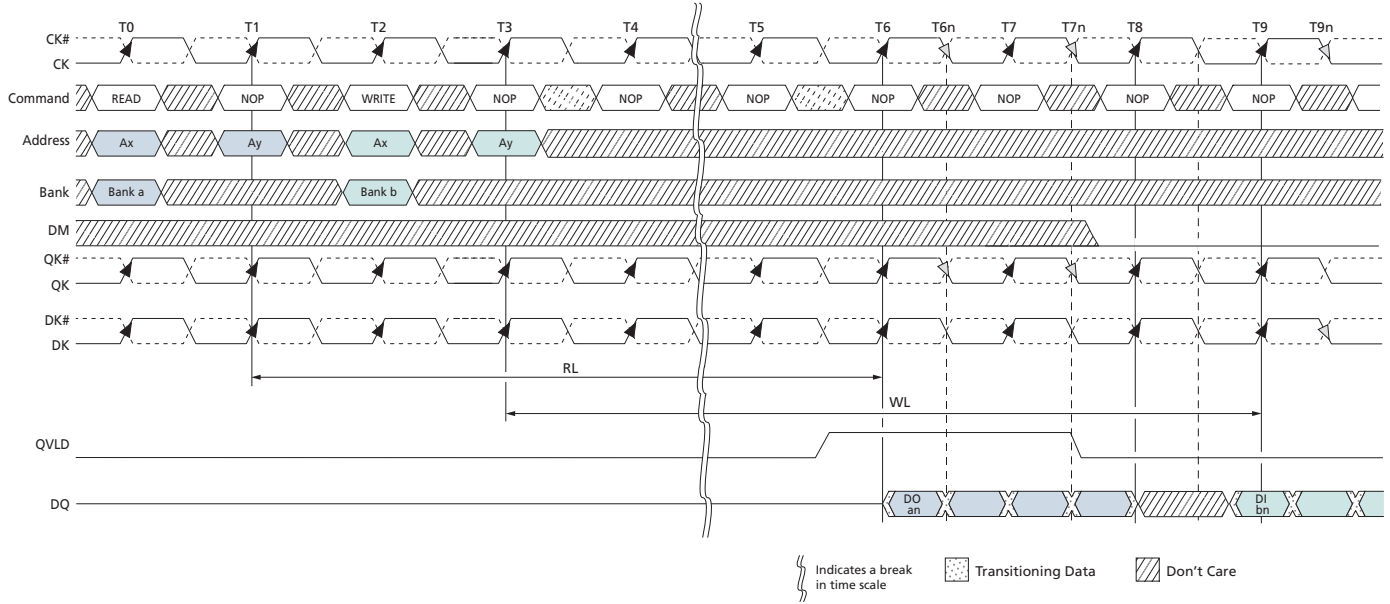 T0 T1 T2 T3 T4 T5 T6 T6n T7 T7n T8 T9 T9n
CK#
CK
Command READ NOP WRITE NOP NOP NOP NOP NOP NOP NOP
Address Ax Ay Ax Ay
Bank Bank a Bank b
DM
QK#
QK
DK#
DK
RL
WL
QVLD
DQ DO an DI bn
Indicates a break
in time scale
Transitioning Data
Don't Care